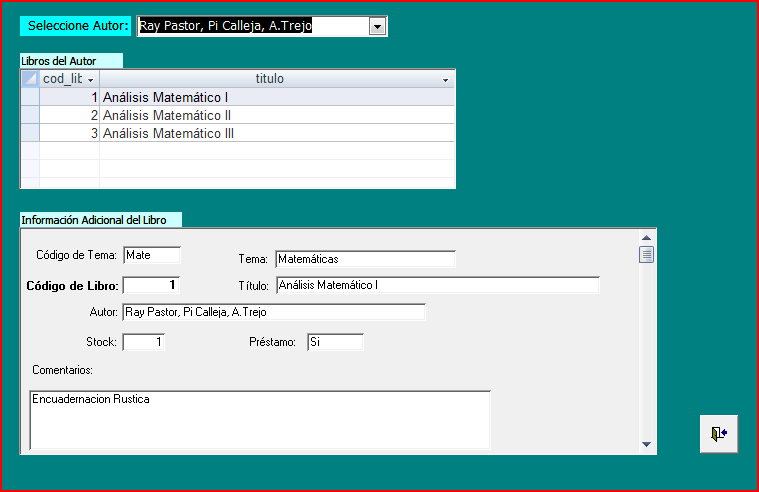 Seleccione Autor: Ray Pastor, Pi Calleja, A.Trejo
Libros del Autor
cod_lib titulo
1 Análisis Matemático I
2 Análisis Matemático II
3 Análisis Matemático III
Información Adicional del Libro
Código de Tema: Mate Tema: Matemáticas
Código de Libro: 1 Título: Análisis Matemático I
Autor: Ray Pastor, Pi Calleja, A.Trejo
Stock: 1 Préstamo: Si
Comentarios:
Encuadernacion Rustica